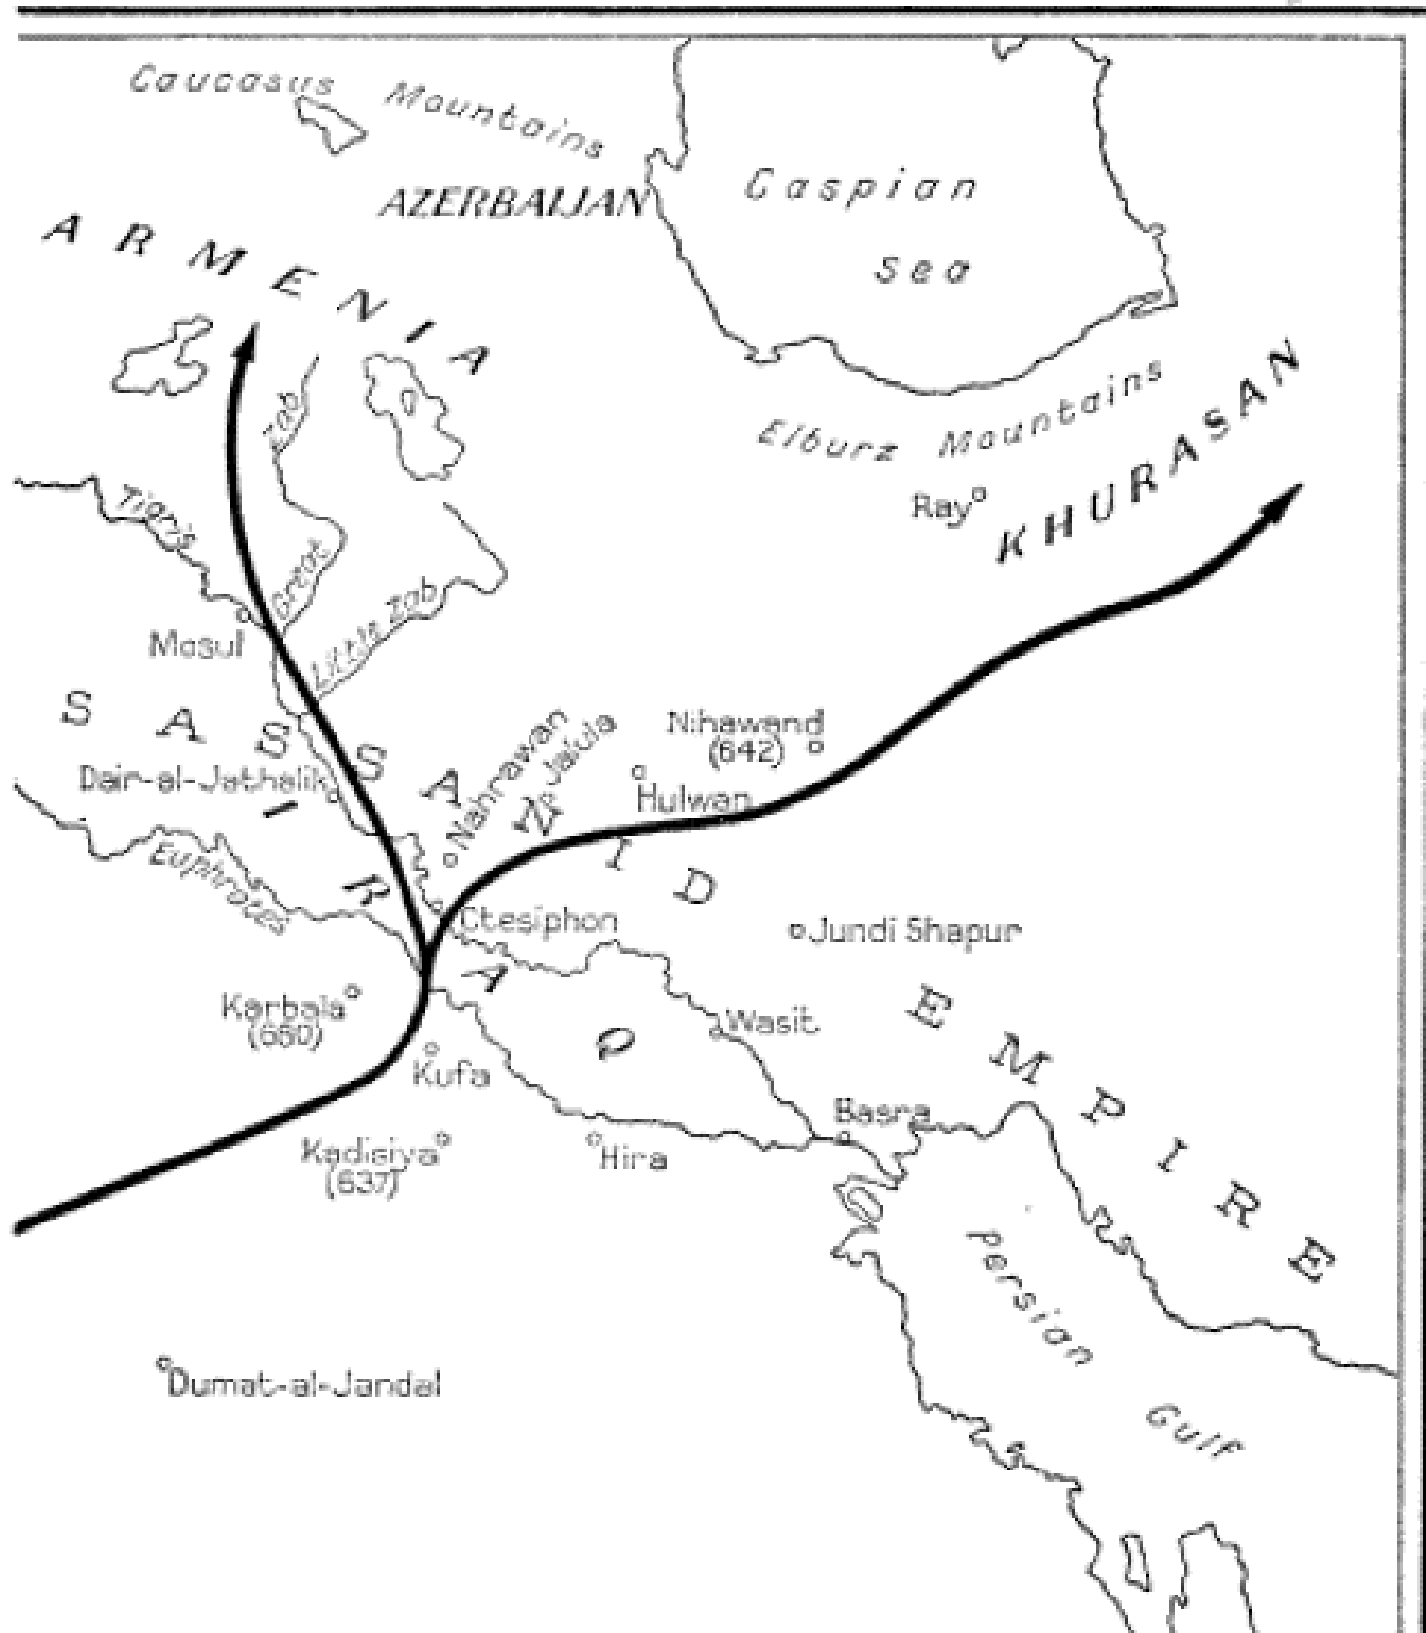 Caucasus Mountains
AZERBAIJAN
Caspian
Sea
ARMENIA
Zab
Elburz Mountains
KHURASAN
Ray
Tigris
Great
Little Zab
Mosul
SASSANID EMPIRE
Nihawand
(642)
Nahrawan
Jalula
Dair-al-Jathalik
Hulwan
IRAQ
Euphrates
Ctesiphon
Jundi Shapur
Karbala
(680)
Wasit
Kufa
Basra
Kadisiya
(637)
Hira
Persian
Gulf
Dumat-al-Jandal